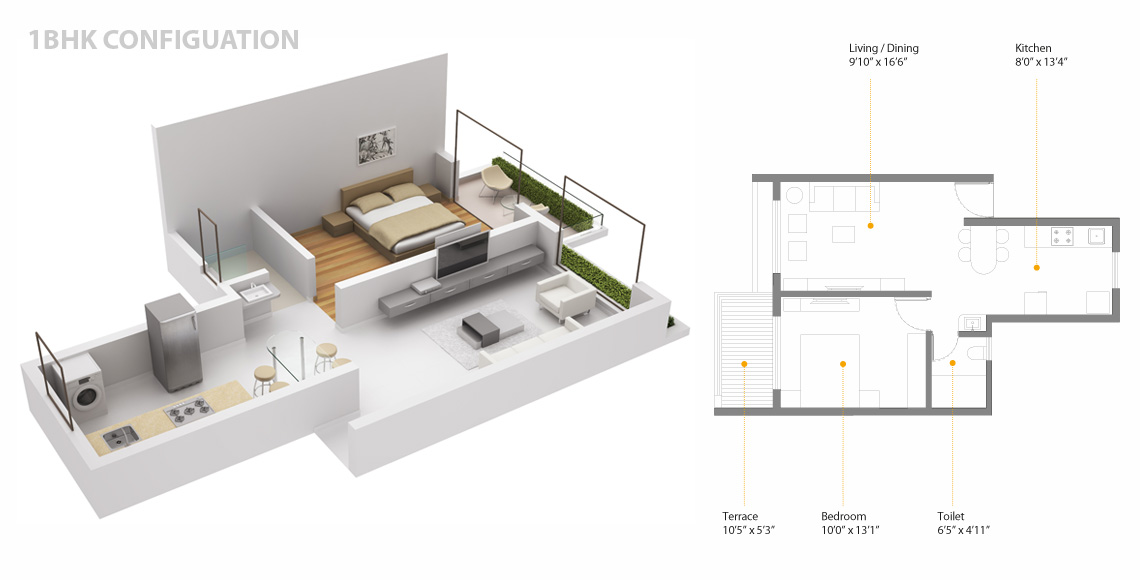 1BHK CONFIGUATION
Living / Dining
9'10” x 16'6”
Kitchen
8'0” x 13'4”
Terrace
10'5” x 5'3”
Bedroom
10'0” x 13'1”
Toilet
6'5” x 4'11”